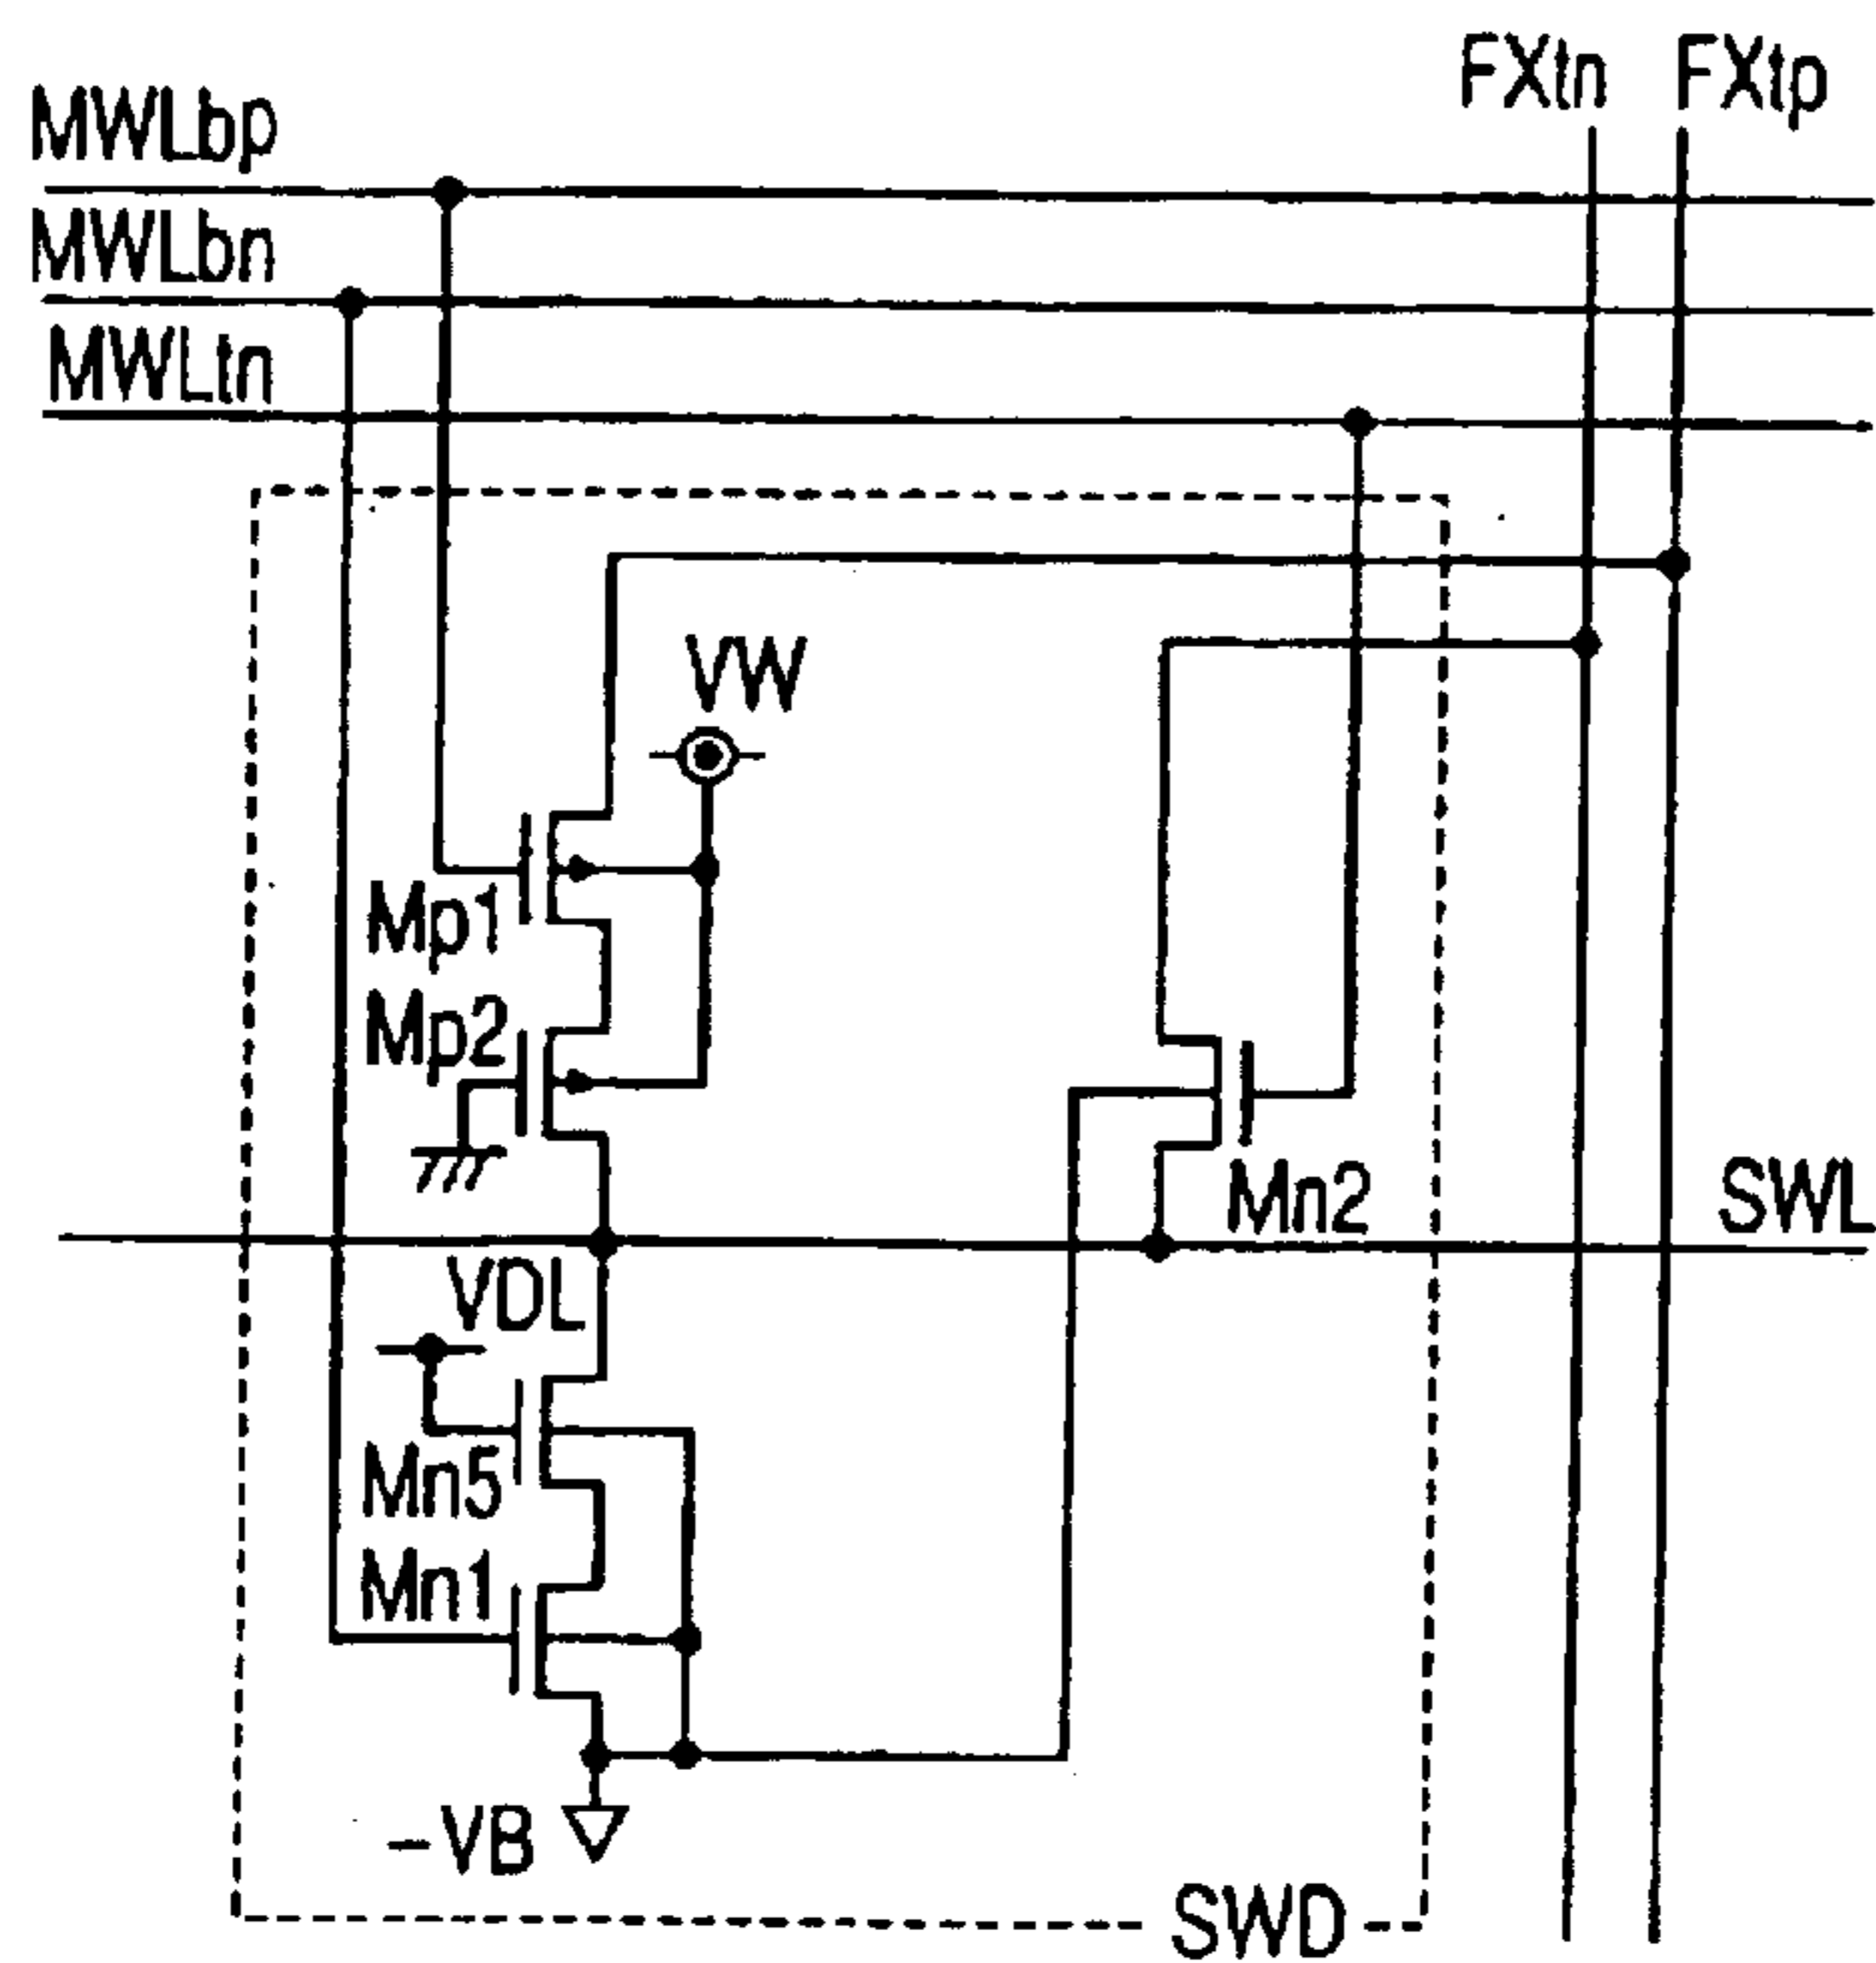 FXtn FXtp
MWLbp
MWLbn
MWLtn
VW
Mp1
Mp2
Mn2
SWL
VDL
Mn5
Mn1
-VB
SWD